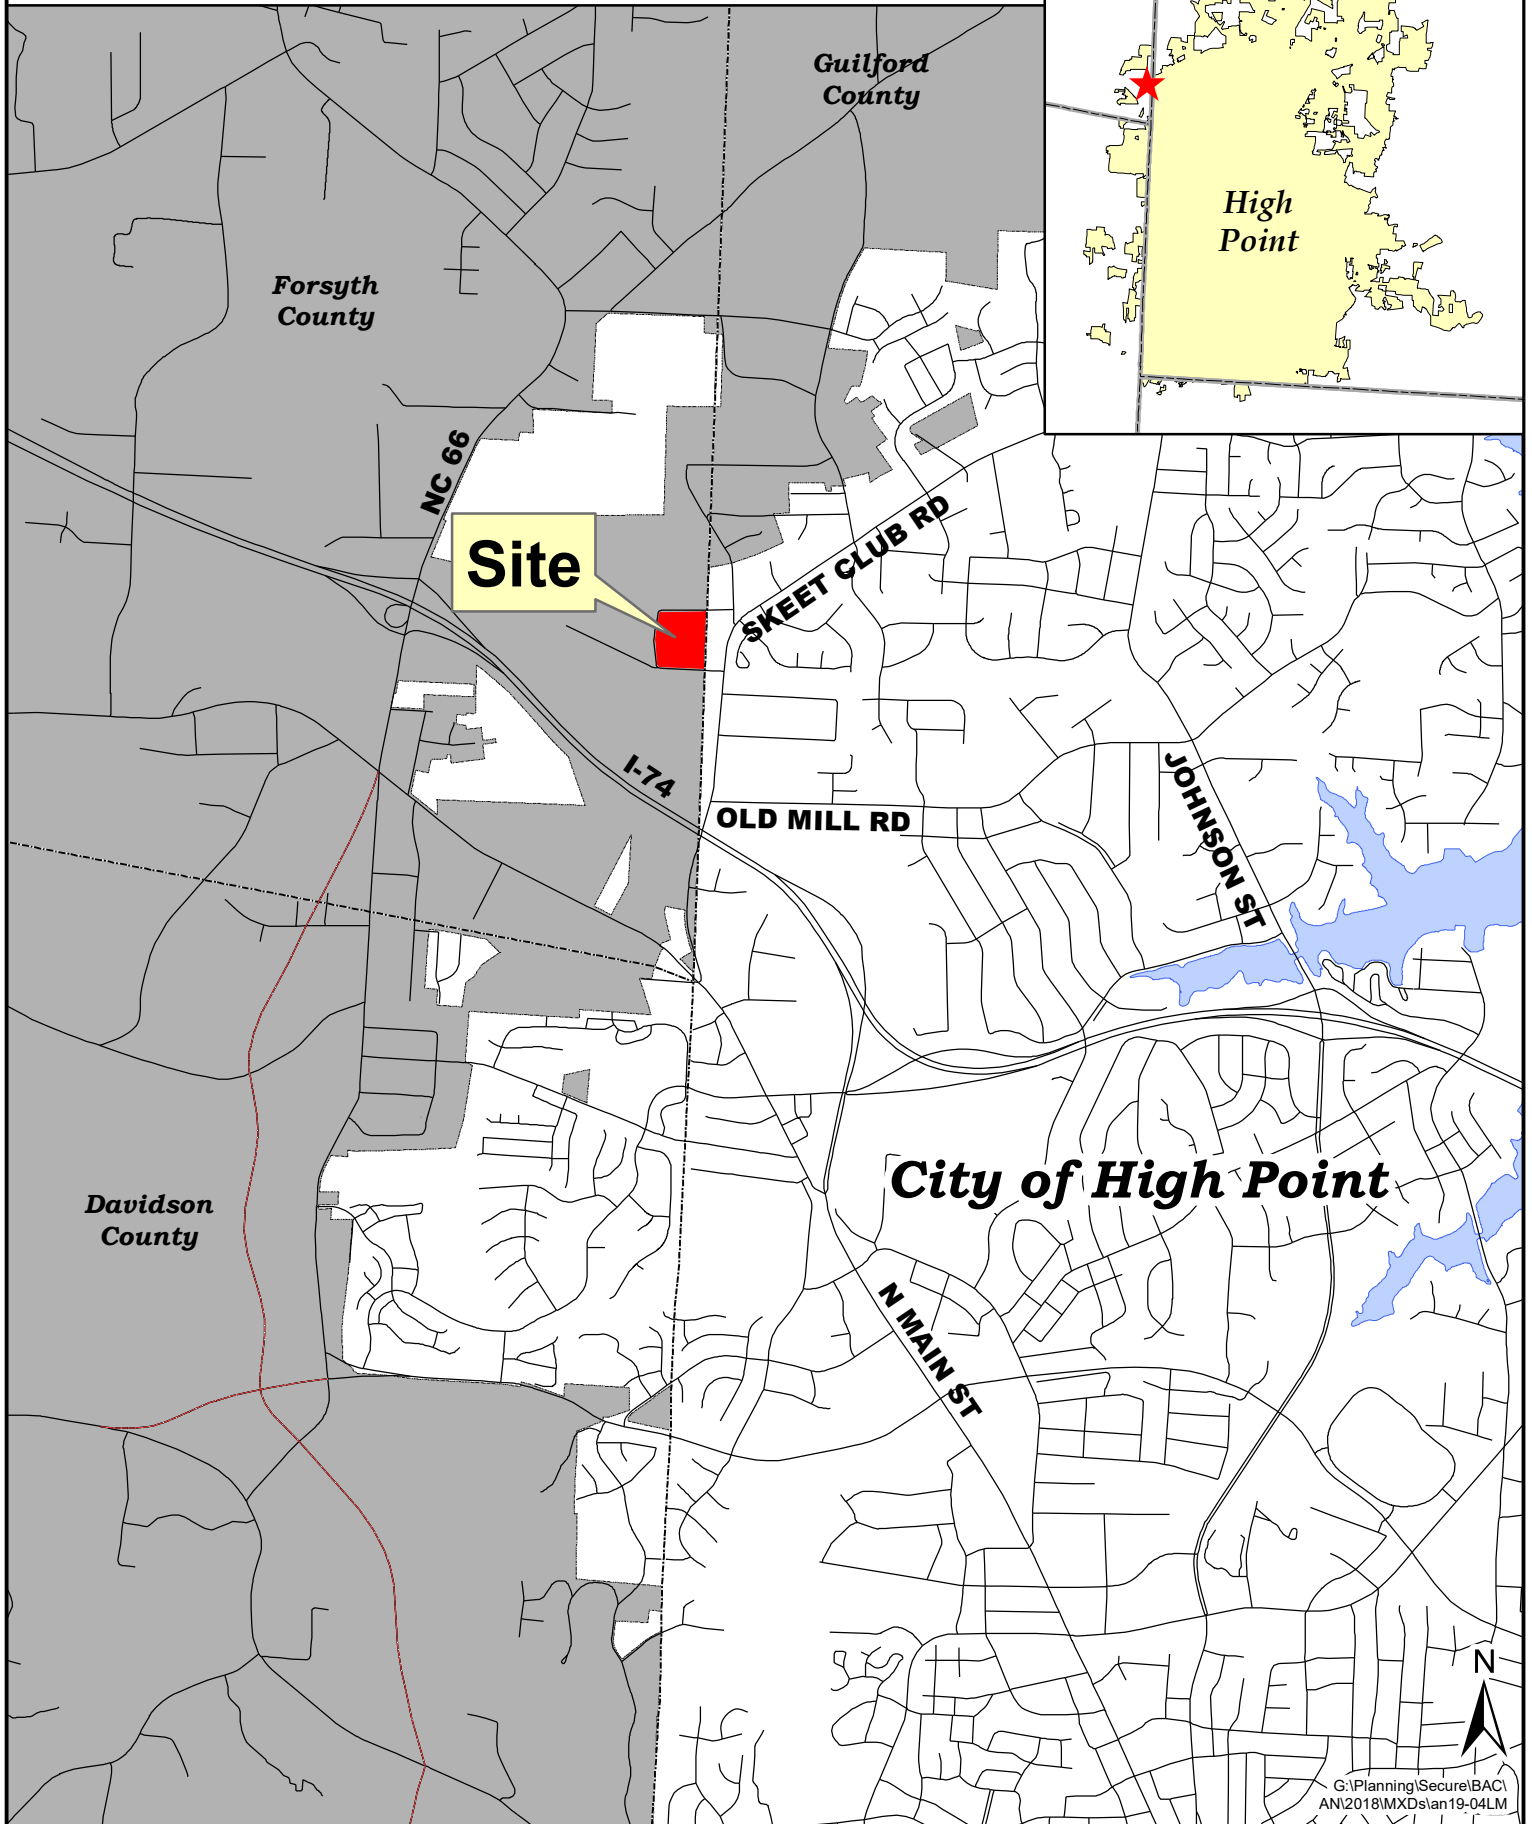 Guilford
County
High
Point
Forsyth
County
NC 66
SKEET CLUB RD
Site
I-74
OLD MILL RD
JOHNSON ST
City of High Point
Davidson
County
N MAIN ST
N
G:\Planning\Secure\BAC\
AN\2018\MXDs\an19-04LM